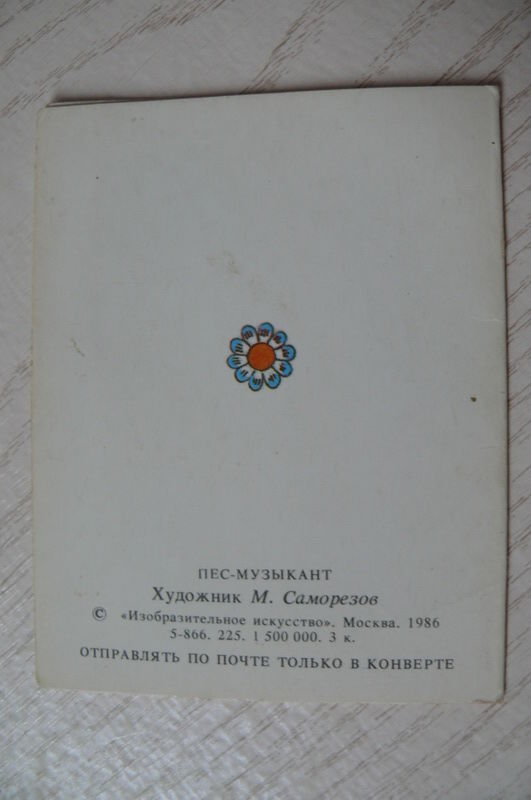 ПЕС-МУЗЫКАНТ
Художник М. Саморезов
© «Изобразительное искусство». Москва. 1986
5-866. 225. 1 500 000. 3 к.
ОТПРАВЛЯТЬ ПО ПОЧТЕ ТОЛЬКО В КОНВЕРТЕ